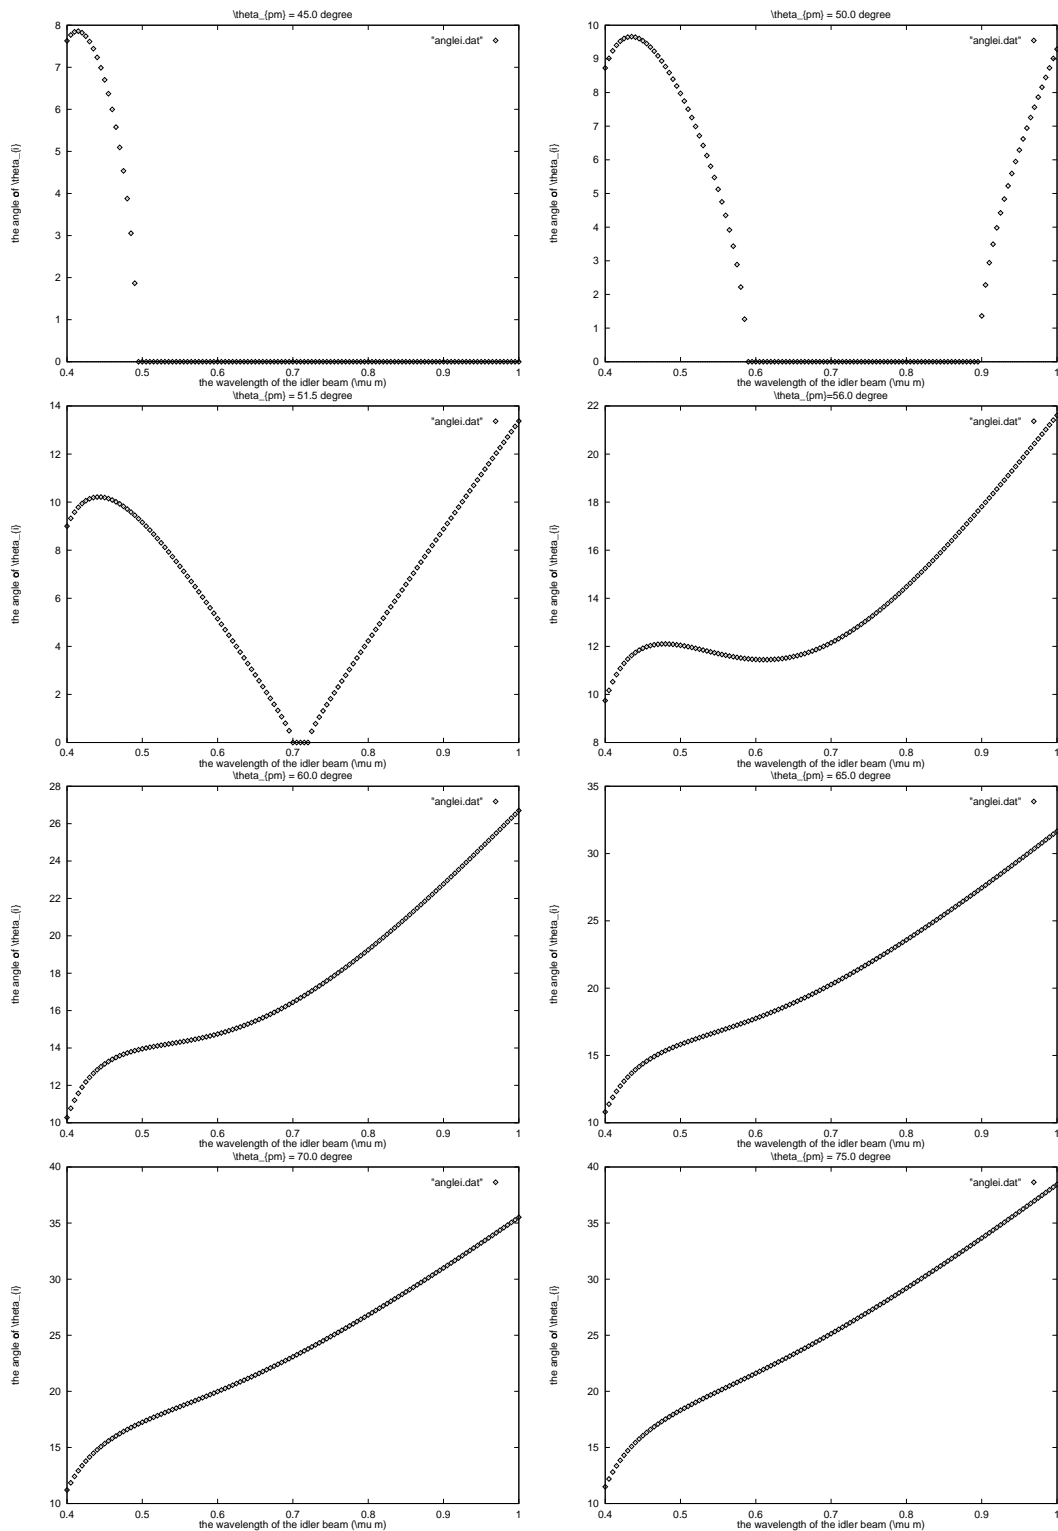 \theta_{pm} = 45.0 degree
"anglei.dat"
8
7
6
5
4
3
2
1
0
the angle of \theta_{i}
0.4 0.5 0.6 0.7 0.8 0.9 1
the wavelength of the idler beam (\mu m)
\theta_{pm} = 50.0 degree
"anglei.dat"
10
9
8
7
6
5
4
3
2
1
0
the angle of \theta_{i}
0.4 0.5 0.6 0.7 0.8 0.9 1
the wavelength of the idler beam (\mu m)
\theta_{pm} = 51.5 degree
"anglei.dat"
14
12
10
8
6
4
2
0
the angle of \theta_{i}
0.4 0.5 0.6 0.7 0.8 0.9 1
the wavelength of the idler beam (\mu m)
\theta_{pm}=56.0 degree
"anglei.dat"
22
20
18
16
14
12
10
8
the angle of \theta_{i}
0.4 0.5 0.6 0.7 0.8 0.9 1
the wavelength of the idler beam (\mu m)
\theta_{pm} = 60.0 degree
"anglei.dat"
28
26
24
22
20
18
16
14
12
10
the angle of \theta_{i}
0.4 0.5 0.6 0.7 0.8 0.9 1
the wavelength of the idler beam (\mu m)
\theta_{pm} = 65.0 degree
"anglei.dat"
35
30
25
20
15
10
the angle of \theta_{i}
0.4 0.5 0.6 0.7 0.8 0.9 1
the wavelength of the idler beam (\mu m)
\theta_{pm} = 70.0 degree
"anglei.dat"
40
35
30
25
20
15
10
the angle of \theta_{i}
0.4 0.5 0.6 0.7 0.8 0.9 1
the wavelength of the idler beam (\mu m)
\theta_{pm} = 75.0 degree
"anglei.dat"
40
35
30
25
20
15
10
the angle of \theta_{i}
0.4 0.5 0.6 0.7 0.8 0.9 1
the wavelength of the idler beam (\mu m)